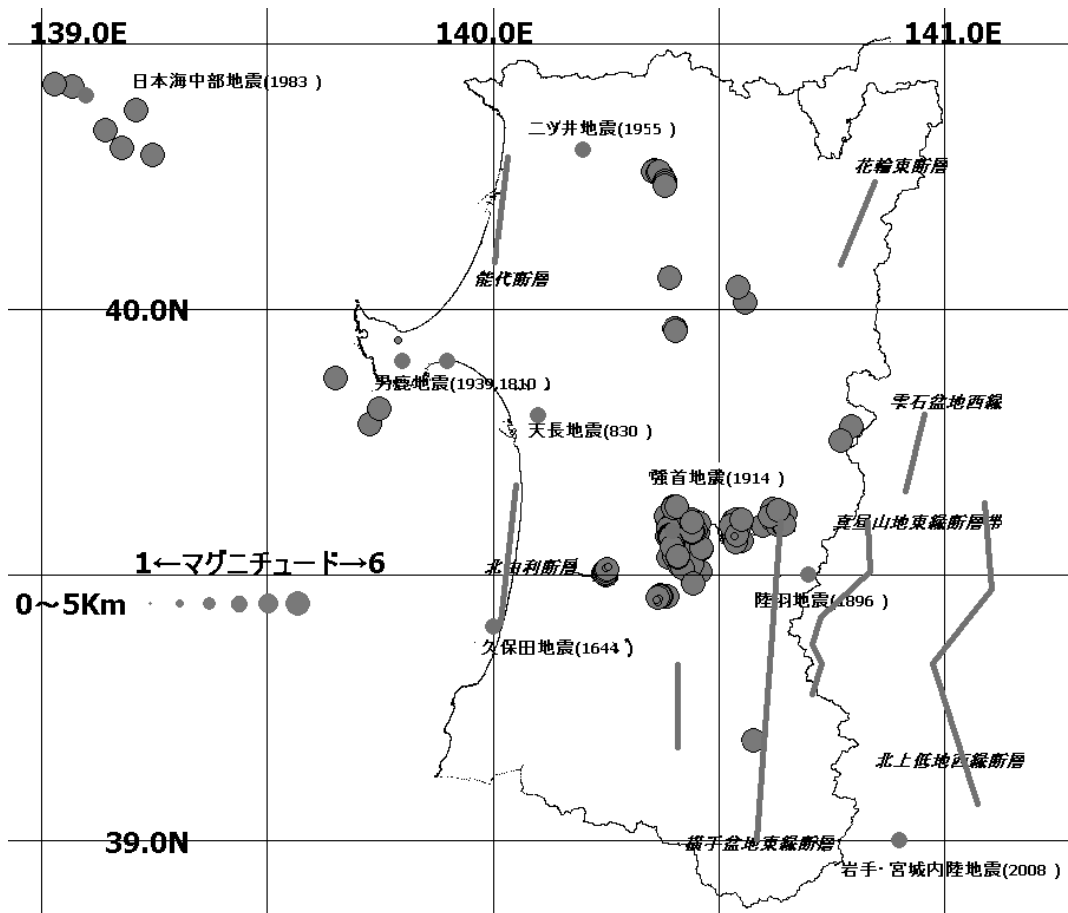 139.0E 140.0E 141.0E
日本海中部地震(1983 )
二ツ井地震(1955 )
花輪東断層
能代断層
40.0N
男鹿地震(1939,1810 )
雫石盆地西縁
天長地震(830 )
強首地震(1914 )
真昼山地東縁断層帯
1←マグニチュード→6
北由利断層
0～5Km
陸羽地震(1896 )
久保田地震(1644 )
北上低地西縁断層
39.0N
横手盆地東縁断層
岩手・宮城内陸地震(2008 )